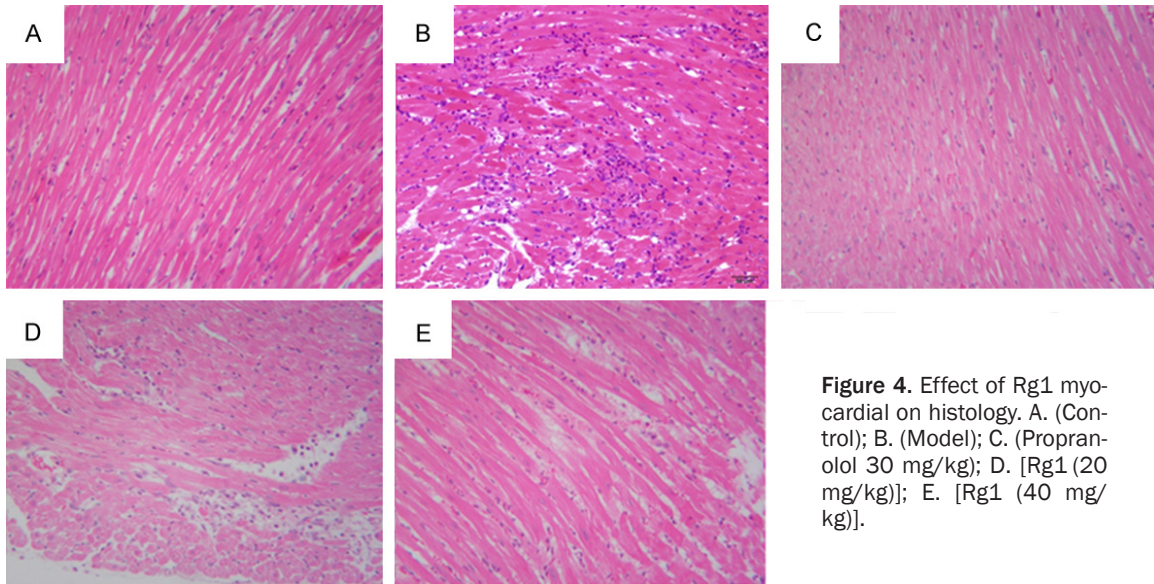 A
B
C
D
E
Figure 4. Effect of Rg1 myo-
cardial on histology. A. (Con-
trol); B. (Model); C. (Propran-
olol 30 mg/kg); D. [Rg1 (20
mg/kg)]; E. [Rg1 (40 mg/
kg)].